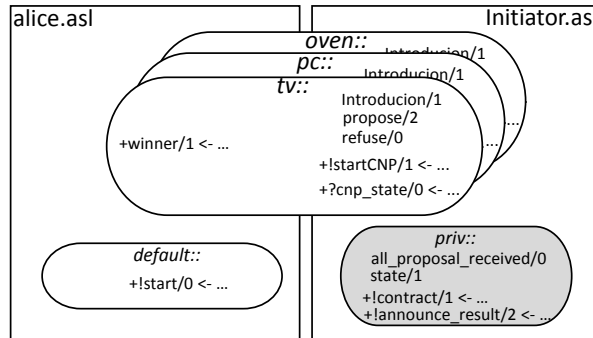 alice.asl
Initiator.as
oven::
Introducion/1
pc::
Introducion/1
tv::
Introducion/1
propose/2
refuse/0
+winner/1 <- ...
+!startCNP/1 <- ...
+?cnp_state/0 <- ...
...
...
default::
+!start/0 <- ...
priv::
all_proposal_received/0
state/1
+!contract/1 <- ...
+!announce_result/2 <- ...